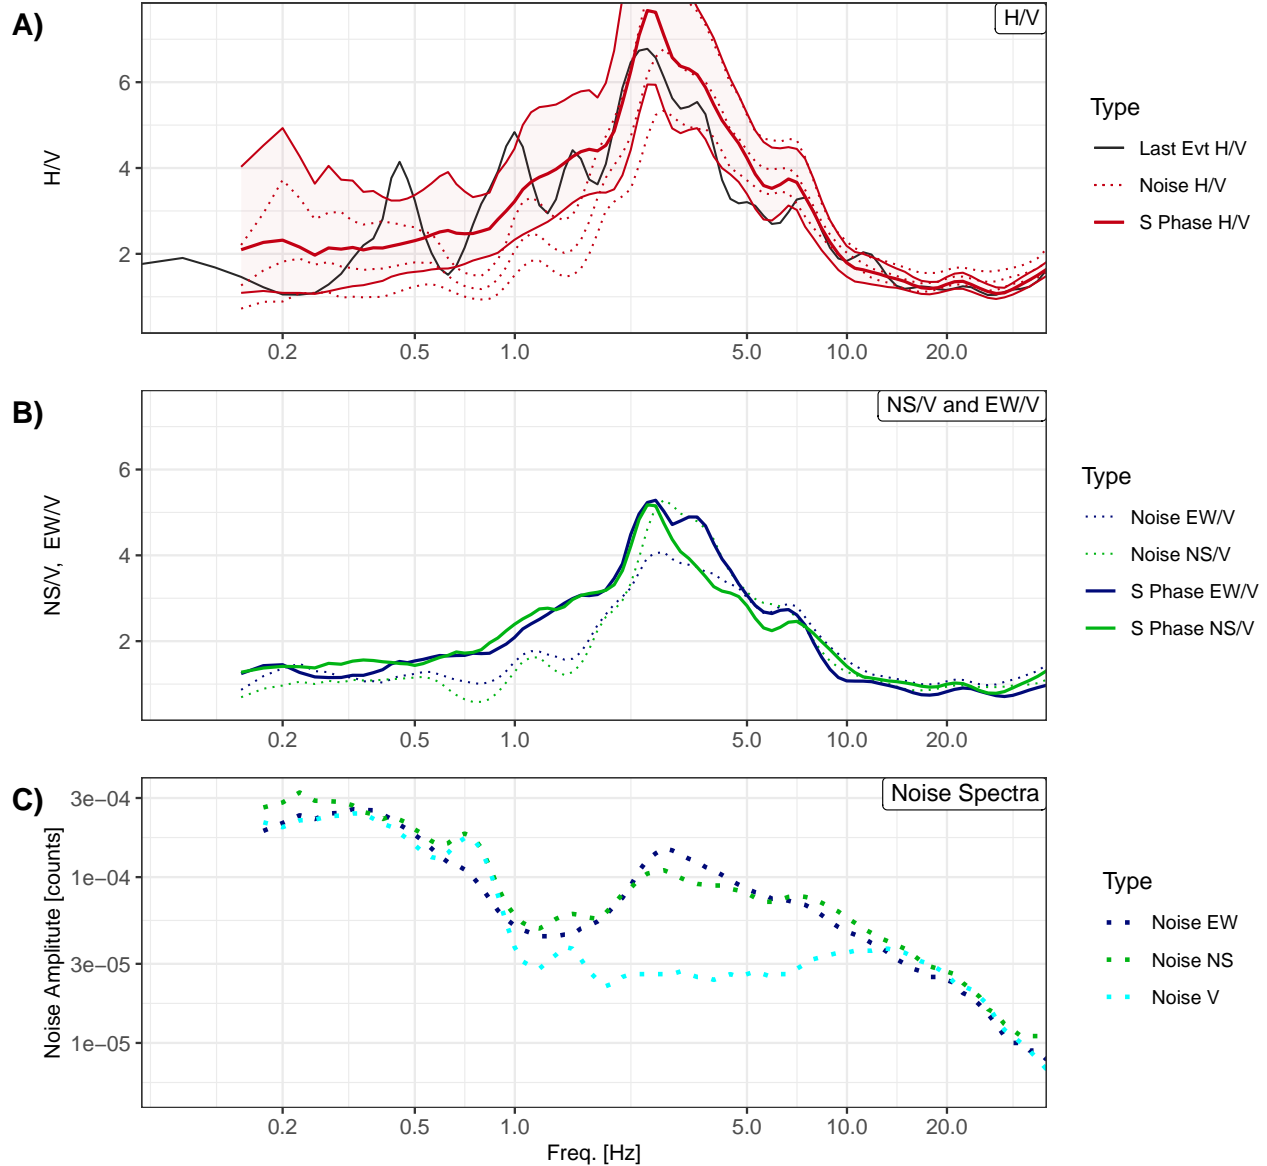 A)
H/V
H/V
6
4
2
0.2 0.5 1.0 5.0 10.0 20.0
Type
Last Evt H/V
Noise H/V
S Phase H/V
B)
NS/V and EW/V
NS/V, EW/V
6
4
2
0.2 0.5 1.0 5.0 10.0 20.0
Type
Noise EW/V
Noise NS/V
S Phase EW/V
S Phase NS/V
C)
Noise Spectra
Noise Amplitute [counts]
3e−04
1e−04
3e−05
1e−05
0.2 0.5 1.0 5.0 10.0 20.0
Freq. [Hz]
Type
Noise EW
Noise NS
Noise V